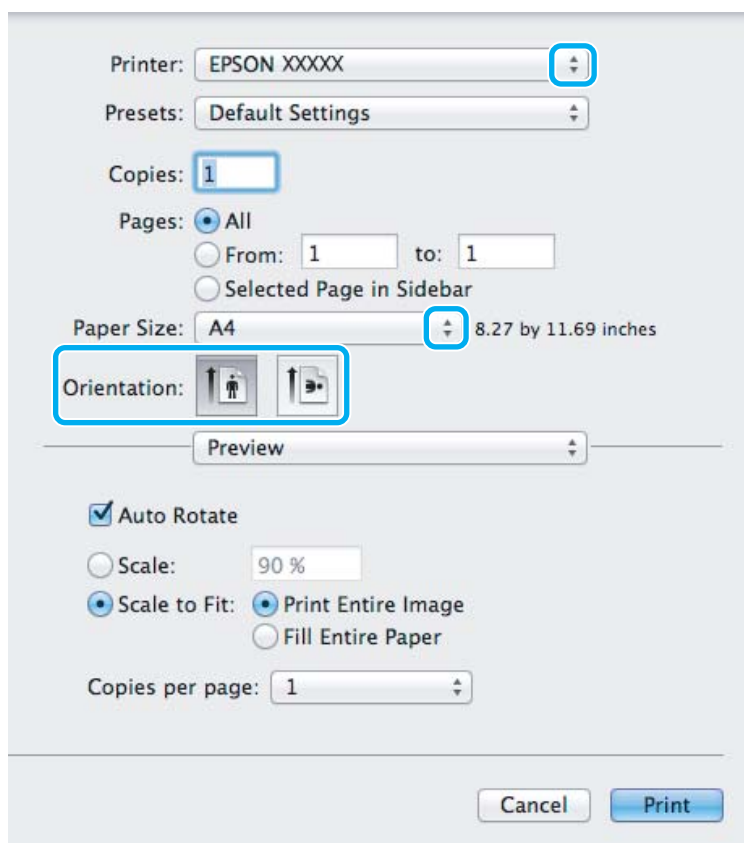 Printer: EPSON XXXXX
Presets: Default Settings
Copies: 1
Pages: All
From: 1 to: 1
Selected Page in Sidebar
Paper Size: A4 8.27 by 11.69 inches
Orientation:
Preview
Auto Rotate
Scale: 90 %
Scale to Fit: Print Entire Image
Fill Entire Paper
Copies per page: 1
Cancel Print